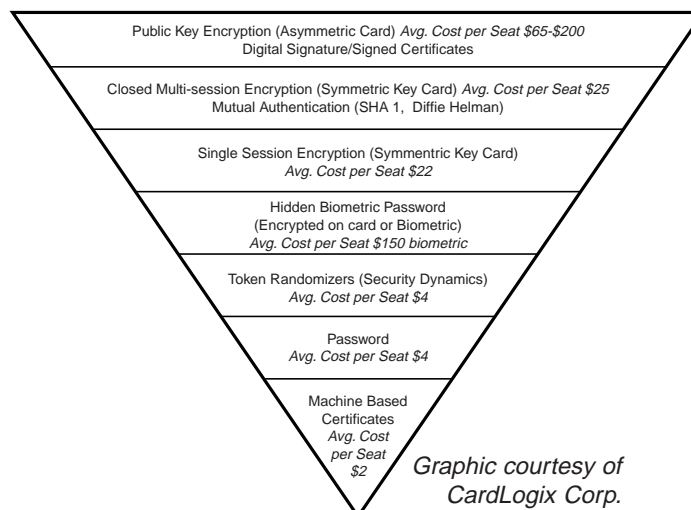 Public Key Encryption (Asymmetric Card) Avg. Cost per Seat $65-$200
Digital Signature/Signed Certificates
Closed Multi-session Encryption (Symmetric Key Card) Avg. Cost per Seat $25
Mutual Authentication (SHA 1, Diffie Helman)
Single Session Encryption (Symmentric Key Card)
Avg. Cost per Seat $22
Hidden Biometric Password
(Encrypted on card or Biometric)
Avg. Cost per Seat $150 biometric
Token Randomizers (Security Dynamics)
Avg. Cost per Seat $4
Password
Avg. Cost per Seat $4
Machine Based
Certificates
Avg. Cost
per Seat
$2
Graphic courtesy of
CardLogix Corp.